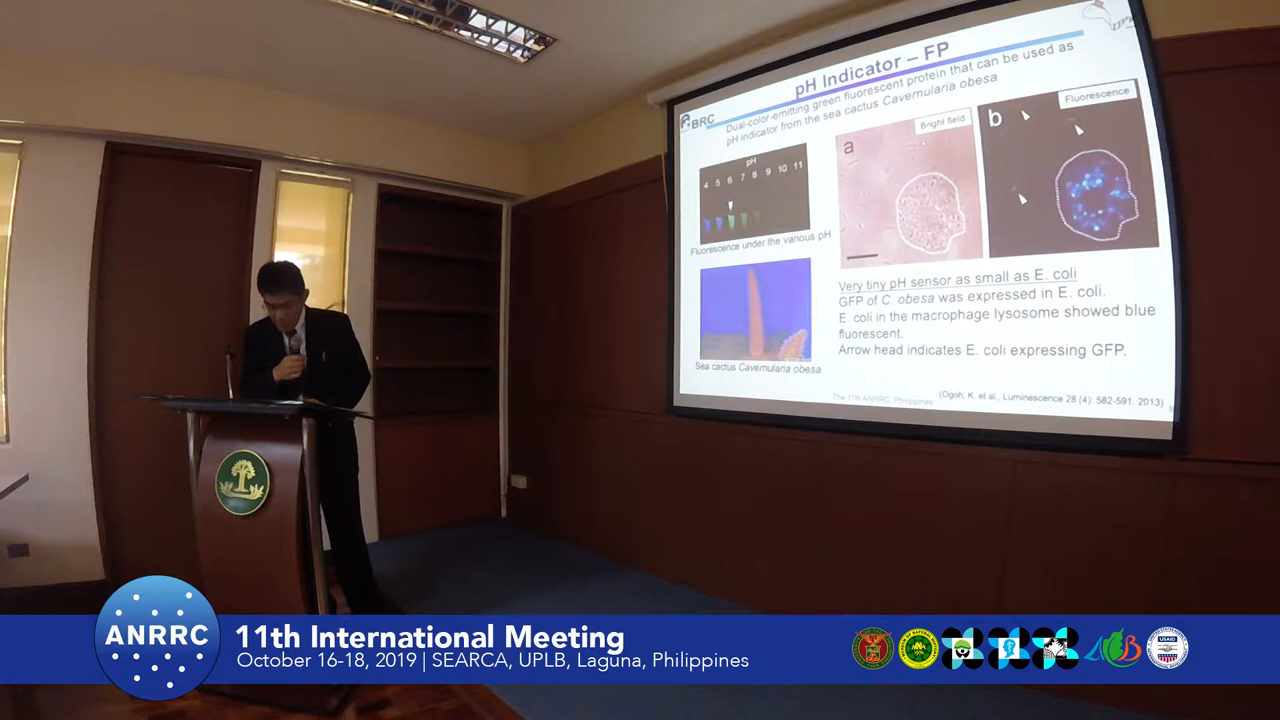 pH Indicator – FP
BRC
Dual-color-emitting green fluorescent protein that can be used as
pH indicator from the sea cactus Cavernularia obesa
pH
4 5 6 7 8 9 10 11
Fluorescence under the various pH
Sea cactus Cavernularia obesa
a
Bright field
b
Fluorescence
Very tiny pH sensor as small as E. coli
GFP of C. obesa was expressed in E. coli.
E. coli in the macrophage lysosome showed blue
fluorescent.
Arrow head indicates E. coli expressing GFP.
The 11th ANRRC, Philippines
(Ogoh, K. et al., Luminescence 28 (4): 582-591, 2013)
ANRRC
11th International Meeting
October 16-18, 2019 | SEARCA, UPLB, Laguna, Philippines
USAID